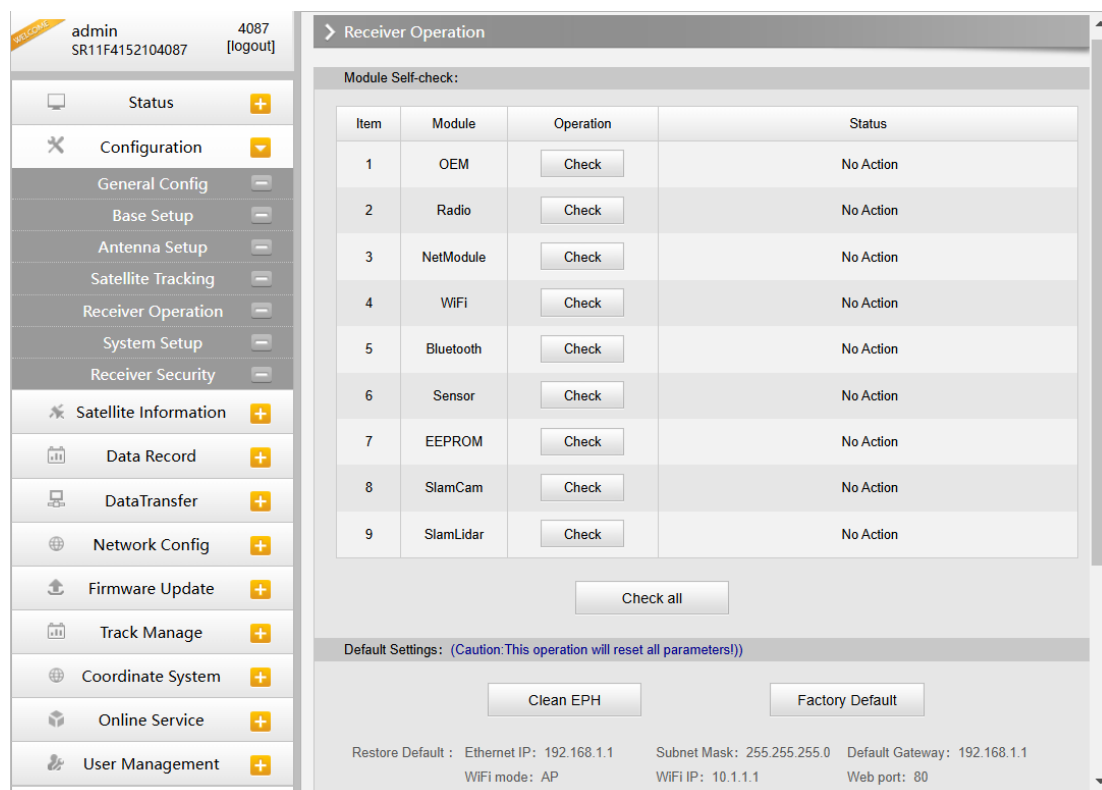 WELCOME
admin 4087
SR11F4152104087 [logout]
Status
Configuration
General Config
Base Setup
Antenna Setup
Satellite Tracking
Receiver Operation
System Setup
Receiver Security
Satellite Information
Data Record
DataTransfer
Network Config
Firmware Update
Track Manage
Coordinate System
Online Service
User Management
Receiver Operation
Module Self-check:
Item Module Operation Status
1 OEM Check No Action
2 Radio Check No Action
3 NetModule Check No Action
4 WiFi Check No Action
5 Bluetooth Check No Action
6 Sensor Check No Action
7 EEPROM Check No Action
8 SlamCam Check No Action
9 SlamLidar Check No Action
Check all
Default Settings: (Caution:This operation will reset all parameters!))
Clean EPH Factory Default
Restore Default : Ethernet IP: 192.168.1.1 Subnet Mask: 255.255.255.0 Default Gateway: 192.168.1.1
WiFi mode: AP WiFi IP: 10.1.1.1 Web port: 80